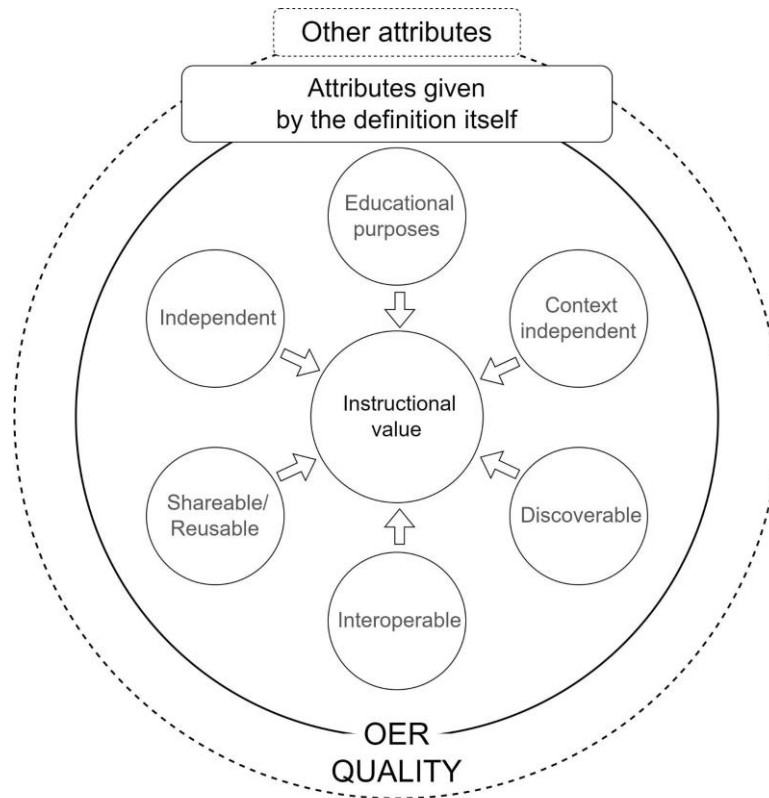 Other attributes
Attributes given
by the definition itself
Educational
purposes
Independent
Context
independent
Instructional
value
Shareable/
Reusable
Discoverable
Interoperable
OER
QUALITY